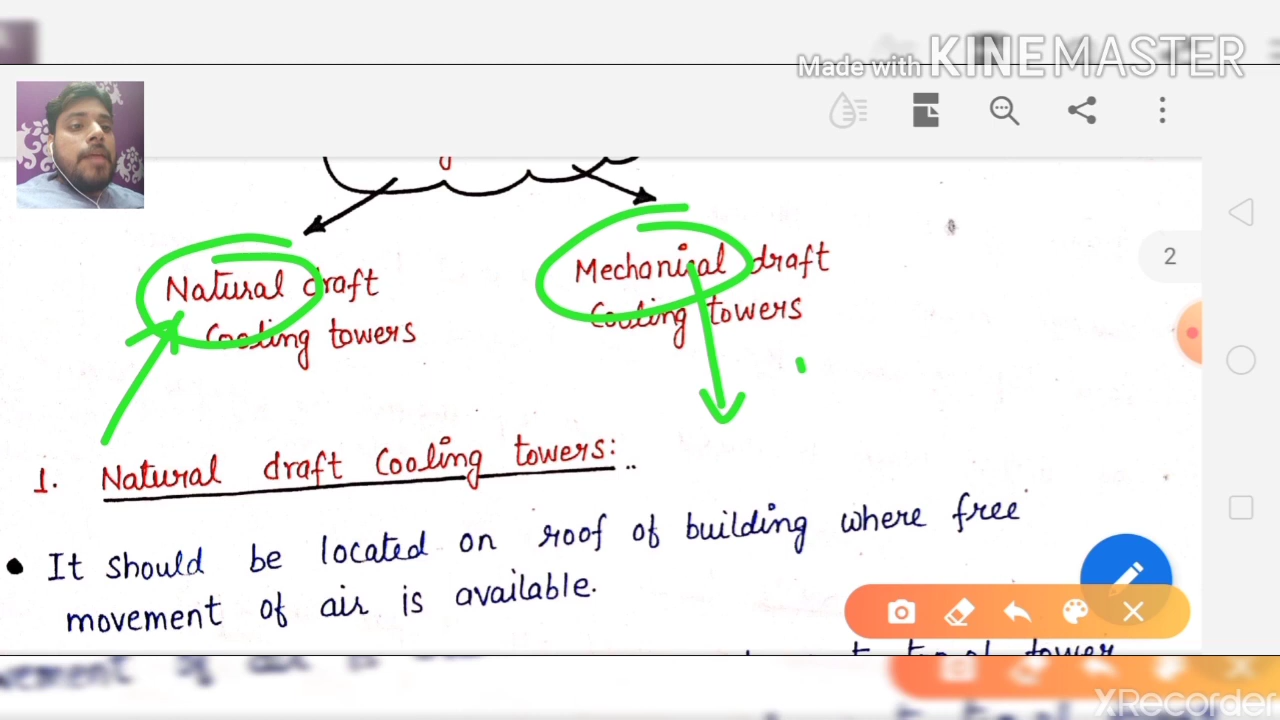 Made with KINEMASTER
2
Natural draft
Cooling towers
Mechanical draft
Cooling towers
1. Natural draft Cooling towers:
• It should be located on roof of building where free
movement of air is available.
tower
XRecorder